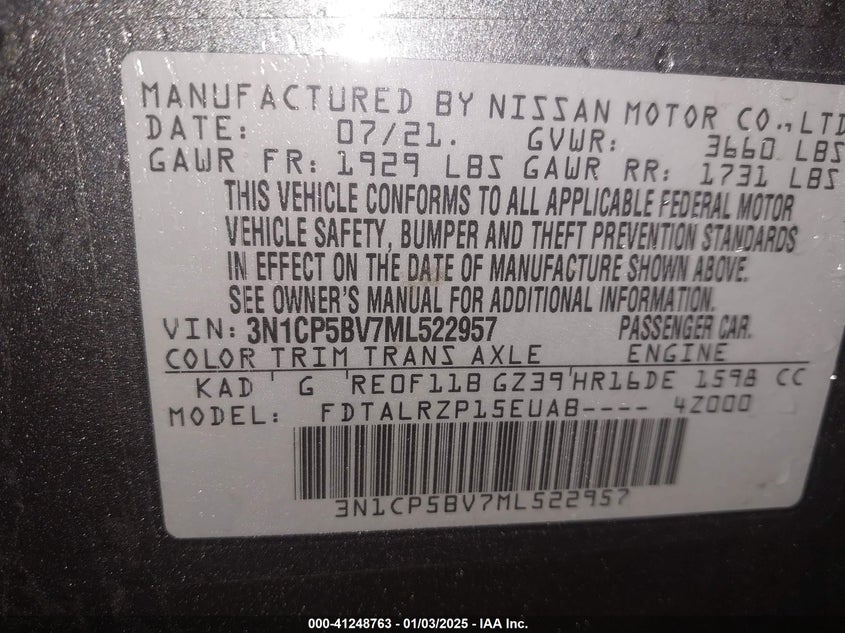 MANUFACTURED BY NISSAN MOTOR CO., LTD
DATE: 07/21. GVWR: 3660 LBS
GAWR FR: 1929 LBS GAWR RR: 1731 LBS
THIS VEHICLE CONFORMS TO ALL APPLICABLE FEDERAL MOTOR
VEHICLE SAFETY, BUMPER AND THEFT PREVENTION STANDARDS
IN EFFECT ON THE DATE OF MANUFACTURE SHOWN ABOVE.
SEE OWNER'S MANUAL FOR ADDITIONAL INFORMATION.
VIN: 3N1CP5BV7ML522957 PASSENGER CAR.
COLOR TRIM TRANS AXLE ENGINE
KAD G RE0F11B GZ39 HR16DE 1598 CC
MODEL: FDTALRZP15EUAB---- 4Z000
3N1CP5BV7ML522957
000-41248763 - 01/03/2025 - IAA Inc.